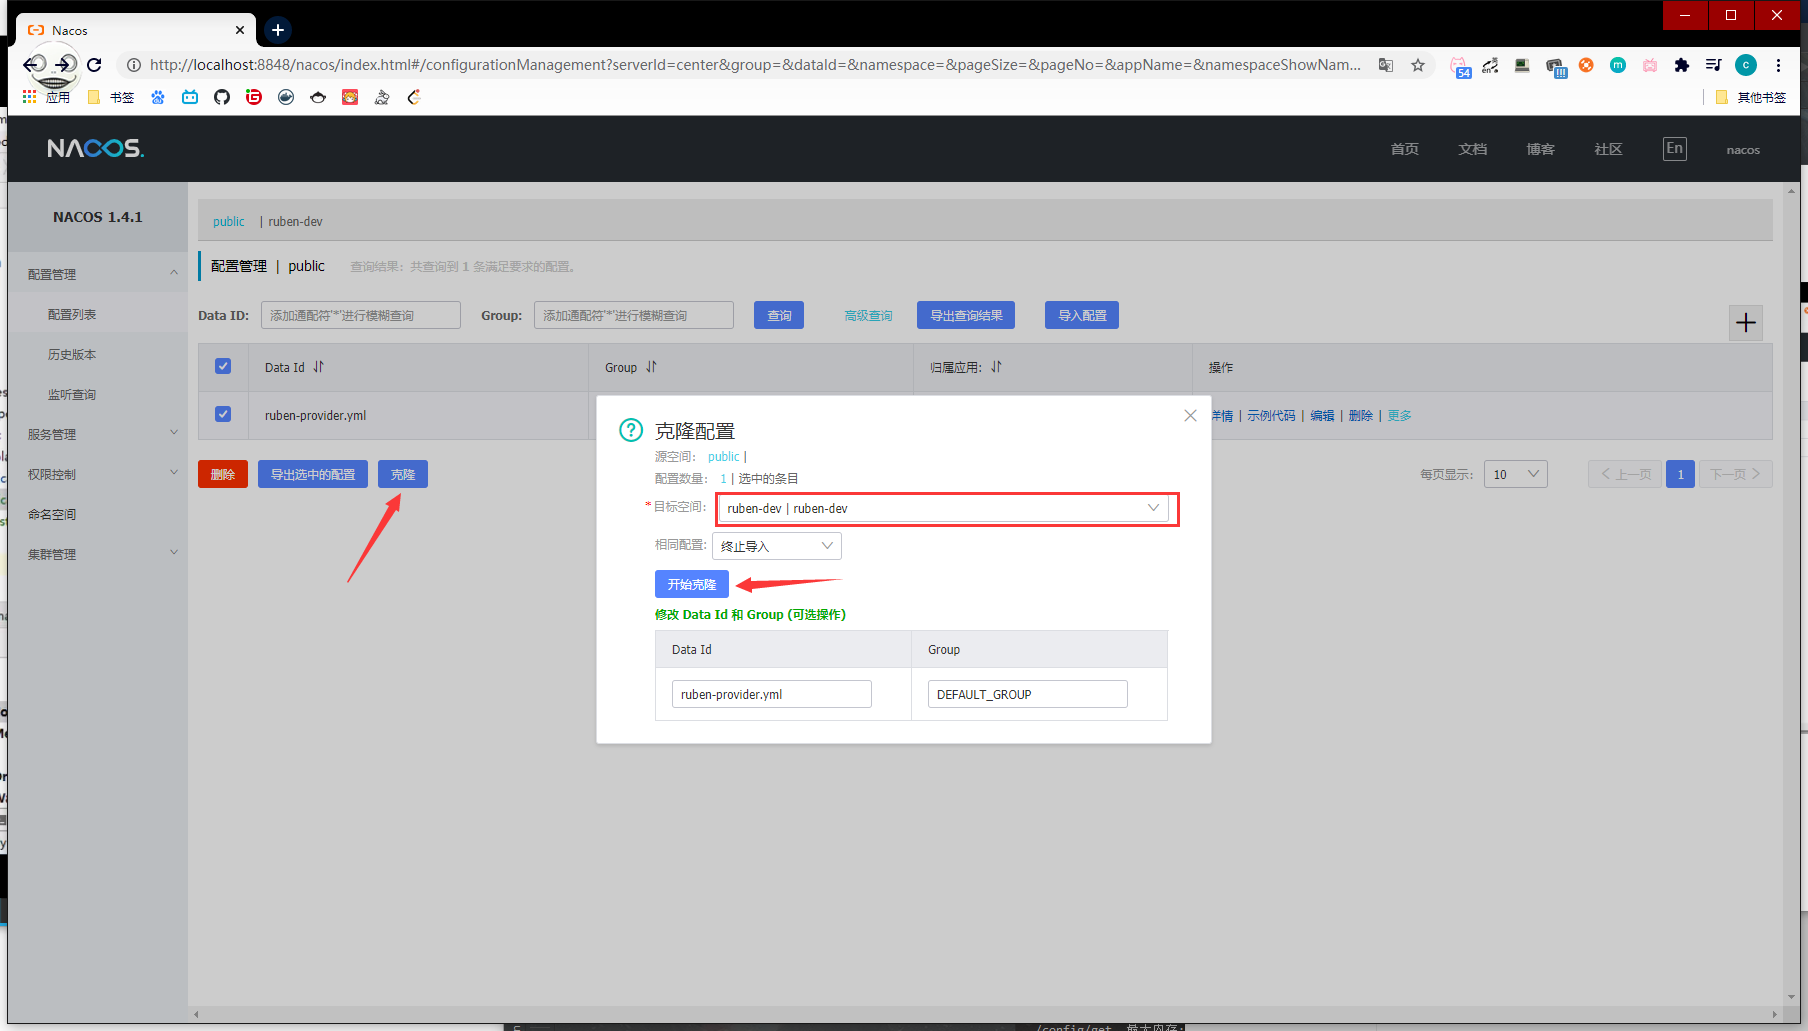 Nacos
http://localhost:8848/nacos/index.html#/configurationManagement?serverId=center&group=&dataId=&namespace=&pageSize=&pageNo=&appName=&namespaceShowNam...
54
en
!!!
m
c
应用
书签
其他书签
NACOS.
首页
文档
博客
社区
En
nacos
NACOS 1.4.1
public | ruben-dev
配置管理
配置管理 | public 查询结果：共查询到 1 条满足要求的配置。
配置列表
Data ID: 添加通配符'*'进行模糊查询 Group: 添加通配符'*'进行模糊查询 查询 高级查询 导出查询结果 导入配置
历史版本
Data Id Group 归属应用: 操作
监听查询
ruben-provider.yml 详情 | 示例代码 | 编辑 | 删除 | 更多
服务管理
权限控制
删除 导出选中的配置 克隆 每页显示: 10 上一页 1 下一页
命名空间
集群管理
克隆配置
源空间: public |
配置数量: 1 | 选中的条目
* 目标空间: ruben-dev | ruben-dev
相同配置: 终止导入
开始克隆
修改 Data Id 和 Group (可选操作)
Data Id Group
ruben-provider.yml DEFAULT_GROUP
/config/get 最大内存: